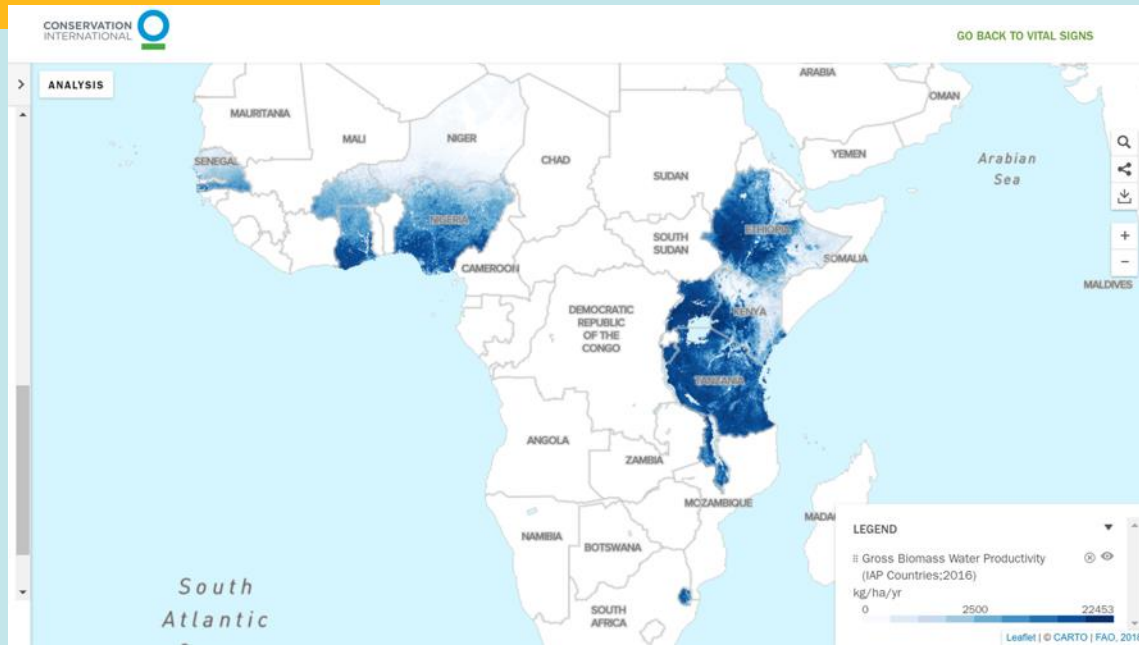 CONSERVATION
INTERNATIONAL
GO BACK TO VITAL SIGNS
ANALYSIS
ARABIA
OMAN
MAURITANIA
MALI
NIGER
CHAD
SUDAN
YEMEN
Arabian
Sea
SENEGAL
NIGERIA
ETHIOPIA
SOUTH
SUDAN
SOMALIA
CAMEROON
MALDIVES
DEMOCRATIC
REPUBLIC
OF THE
CONGO
KENYA
TANZANIA
ANGOLA
ZAMBIA
MOZAMBIQUE
NAMIBIA
BOTSWANA
SOUTH
AFRICA
South
Atlantic
LEGEND
Gross Biomass Water Productivity
(IAP Countries;2016)
kg/ha/yr
0 2500 22453
Leaflet | © CARTO | FAO, 201